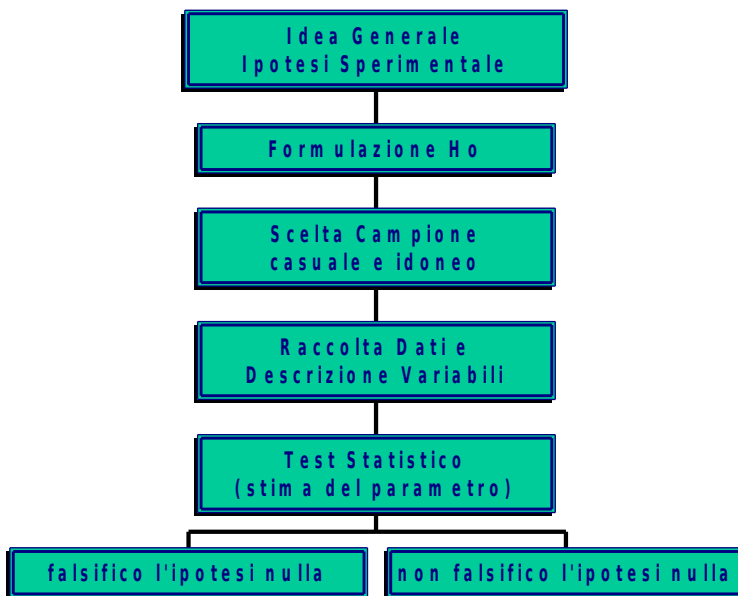 Idea Generale
Ipotesi Sperimentale
Formulazione Ho
Scelta Campione
casuale e idoneo
Raccolta Dati e
Descrizione Variabili
Test Statistico
(stima del parametro)
falsifico l'ipotesi nulla
non falsifico l'ipotesi nulla